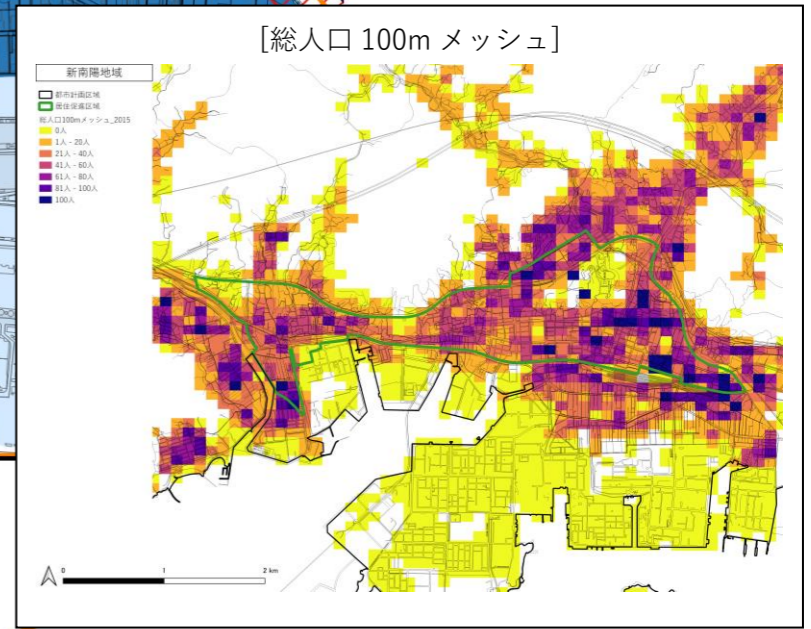 [総人口 100m メッシュ]
新南陽地域
都市計画区域
居住促進区域
総人口100mメッシュ_2015
0人
1人 - 20人
21人 - 40人
41人 - 60人
61人 - 80人
81人 - 100人
100人
0 1 2 km